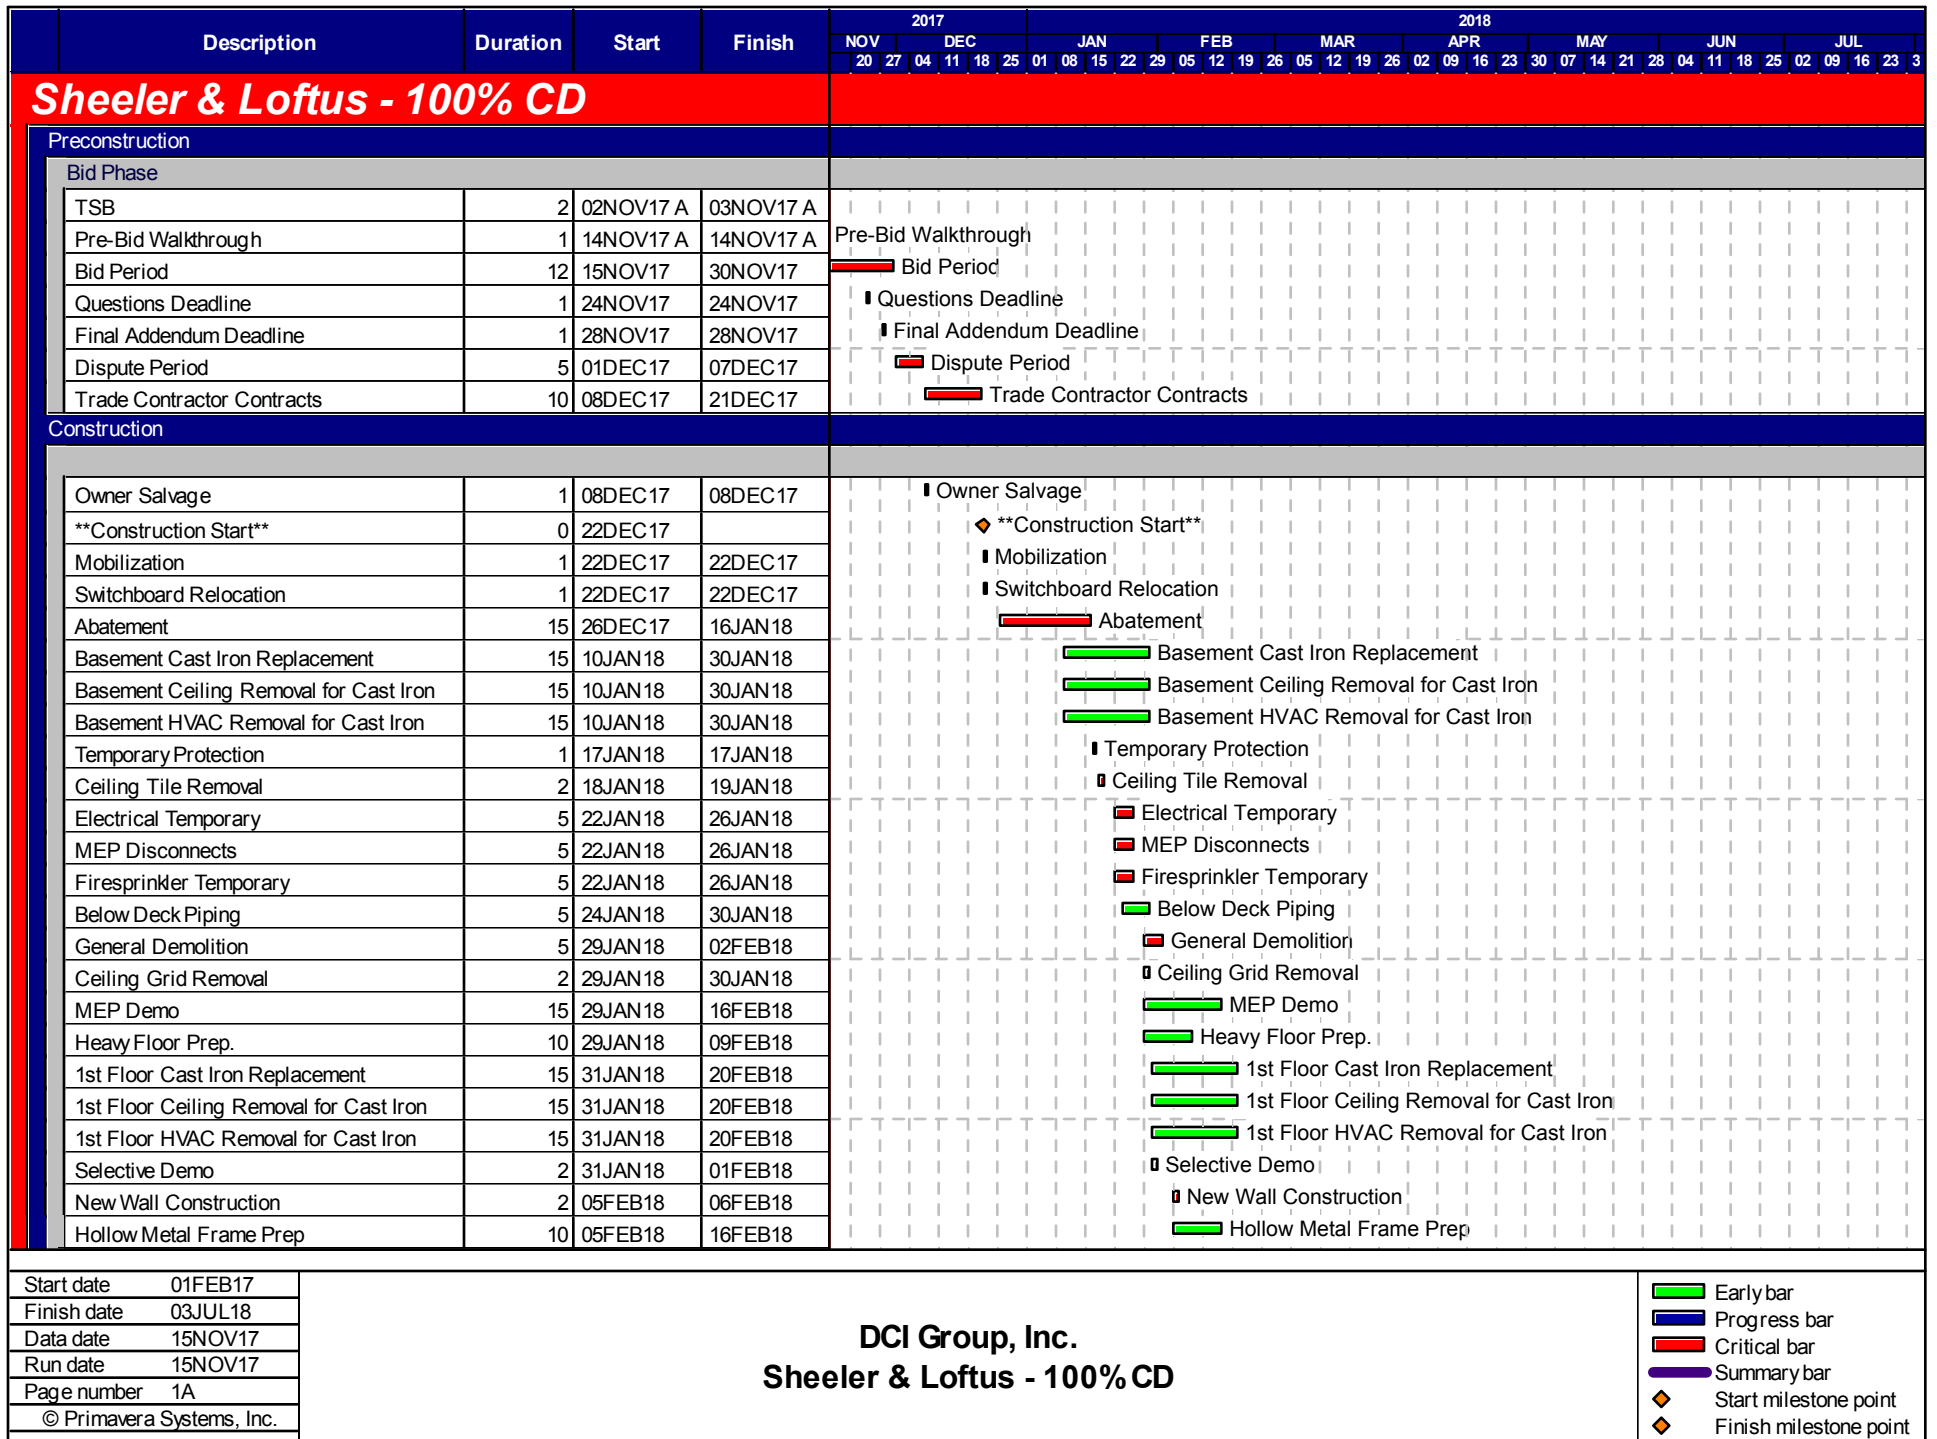 2017 2018
Description Duration Start Finish NOV DEC JAN FEB MAR APR MAY JUN JUL
20 27 04 11 18 25 01 08 15 22 29 05 12 19 26 05 12 19 26 02 09 16 23 30 07 14 21 28 04 11 18 25 02 09 16 23 3
Sheeler & Loftus - 100% CD
Preconstruction
Bid Phase
TSB 2 02NOV17 A 03NOV17 A
Pre-Bid Walkthrough 1 14NOV17 A 14NOV17 A Pre-Bid Walkthrough
Bid Period 12 15NOV17 30NOV17 Bid Period
Questions Deadline 1 24NOV17 24NOV17 Questions Deadline
Final Addendum Deadline 1 28NOV17 28NOV17 Final Addendum Deadline
Dispute Period 5 01DEC17 07DEC17 Dispute Period
Trade Contractor Contracts 10 08DEC17 21DEC17 Trade Contractor Contracts
Construction
Owner Salvage 1 08DEC17 08DEC17 Owner Salvage
**Construction Start** 0 22DEC17 **Construction Start**
Mobilization 1 22DEC17 22DEC17 Mobilization
Switchboard Relocation 1 22DEC17 22DEC17 Switchboard Relocation
Abatement 15 26DEC17 16JAN18 Abatement
Basement Cast Iron Replacement 15 10JAN18 30JAN18 Basement Cast Iron Replacement
Basement Ceiling Removal for Cast Iron 15 10JAN18 30JAN18 Basement Ceiling Removal for Cast Iron
Basement HVAC Removal for Cast Iron 15 10JAN18 30JAN18 Basement HVAC Removal for Cast Iron
Temporary Protection 1 17JAN18 17JAN18 Temporary Protection
Ceiling Tile Removal 2 18JAN18 19JAN18 Ceiling Tile Removal
Electrical Temporary 5 22JAN18 26JAN18 Electrical Temporary
MEP Disconnects 5 22JAN18 26JAN18 MEP Disconnects
Firesprinkler Temporary 5 22JAN18 26JAN18 Firesprinkler Temporary
Below Deck Piping 5 24JAN18 30JAN18 Below Deck Piping
General Demolition 5 29JAN18 02FEB18 General Demolition
Ceiling Grid Removal 2 29JAN18 30JAN18 Ceiling Grid Removal
MEP Demo 15 29JAN18 16FEB18 MEP Demo
Heavy Floor Prep. 10 29JAN18 09FEB18 Heavy Floor Prep.
1st Floor Cast Iron Replacement 15 31JAN18 20FEB18 1st Floor Cast Iron Replacement
1st Floor Ceiling Removal for Cast Iron 15 31JAN18 20FEB18 1st Floor Ceiling Removal for Cast Iron
1st Floor HVAC Removal for Cast Iron 15 31JAN18 20FEB18 1st Floor HVAC Removal for Cast Iron
Selective Demo 2 31JAN18 01FEB18 Selective Demo
New Wall Construction 2 05FEB18 06FEB18 New Wall Construction
Hollow Metal Frame Prep 10 05FEB18 16FEB18 Hollow Metal Frame Prep
Start date 01FEB17
Finish date 03JUL18
Data date 15NOV17
Run date 15NOV17
Page number 1A
© Primavera Systems, Inc.
DCI Group, Inc.
Sheeler & Loftus - 100% CD
Early bar
Progress bar
Critical bar
Summary bar
Start milestone point
Finish milestone point